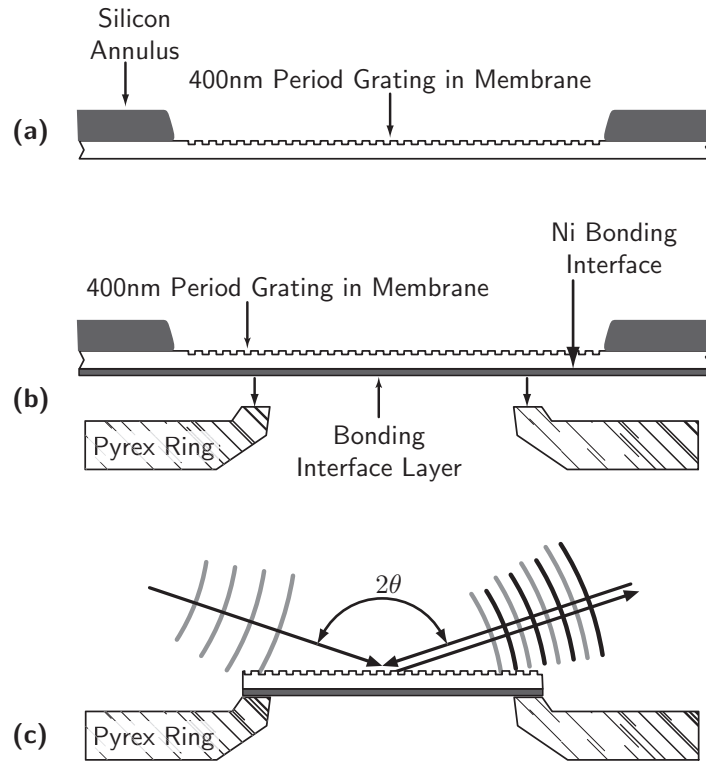 Silicon
Annulus
400nm Period Grating in Membrane
(a)
Ni Bonding
Interface
400nm Period Grating in Membrane
(b)
Pyrex Ring
Bonding
Interface Layer
2θ
Pyrex Ring
(c)